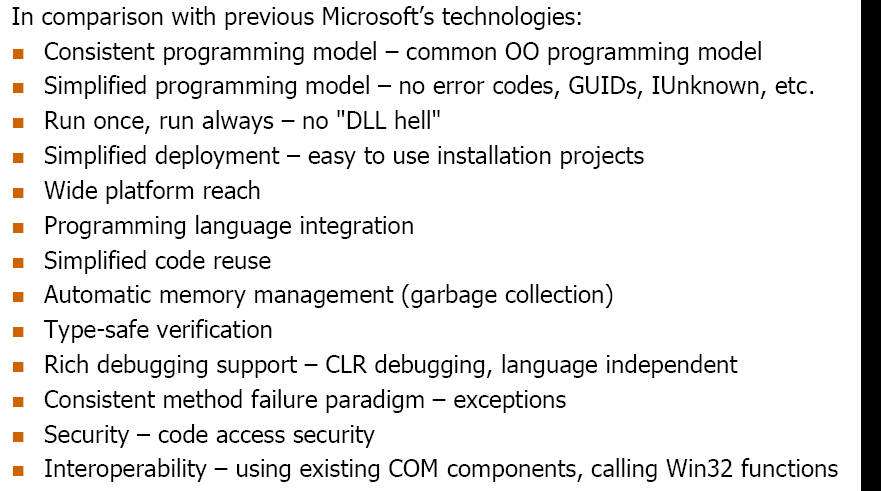 In comparison with previous Microsoft’s technologies:
Consistent programming model – common OO programming model
Simplified programming model – no error codes, GUIDs, IUnknown, etc.
Run once, run always – no "DLL hell"
Simplified deployment – easy to use installation projects
Wide platform reach
Programming language integration
Simplified code reuse
Automatic memory management (garbage collection)
Type-safe verification
Rich debugging support – CLR debugging, language independent
Consistent method failure paradigm – exceptions
Security – code access security
Interoperability – using existing COM components, calling Win32 functions